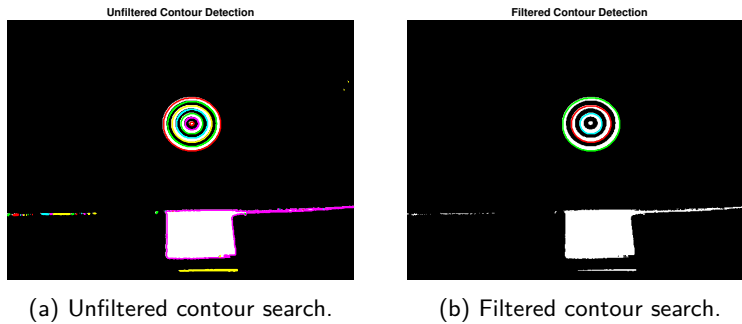 Unfiltered Contour Detection
Filtered Contour Detection
(a) Unfiltered contour search.
(b) Filtered contour search.